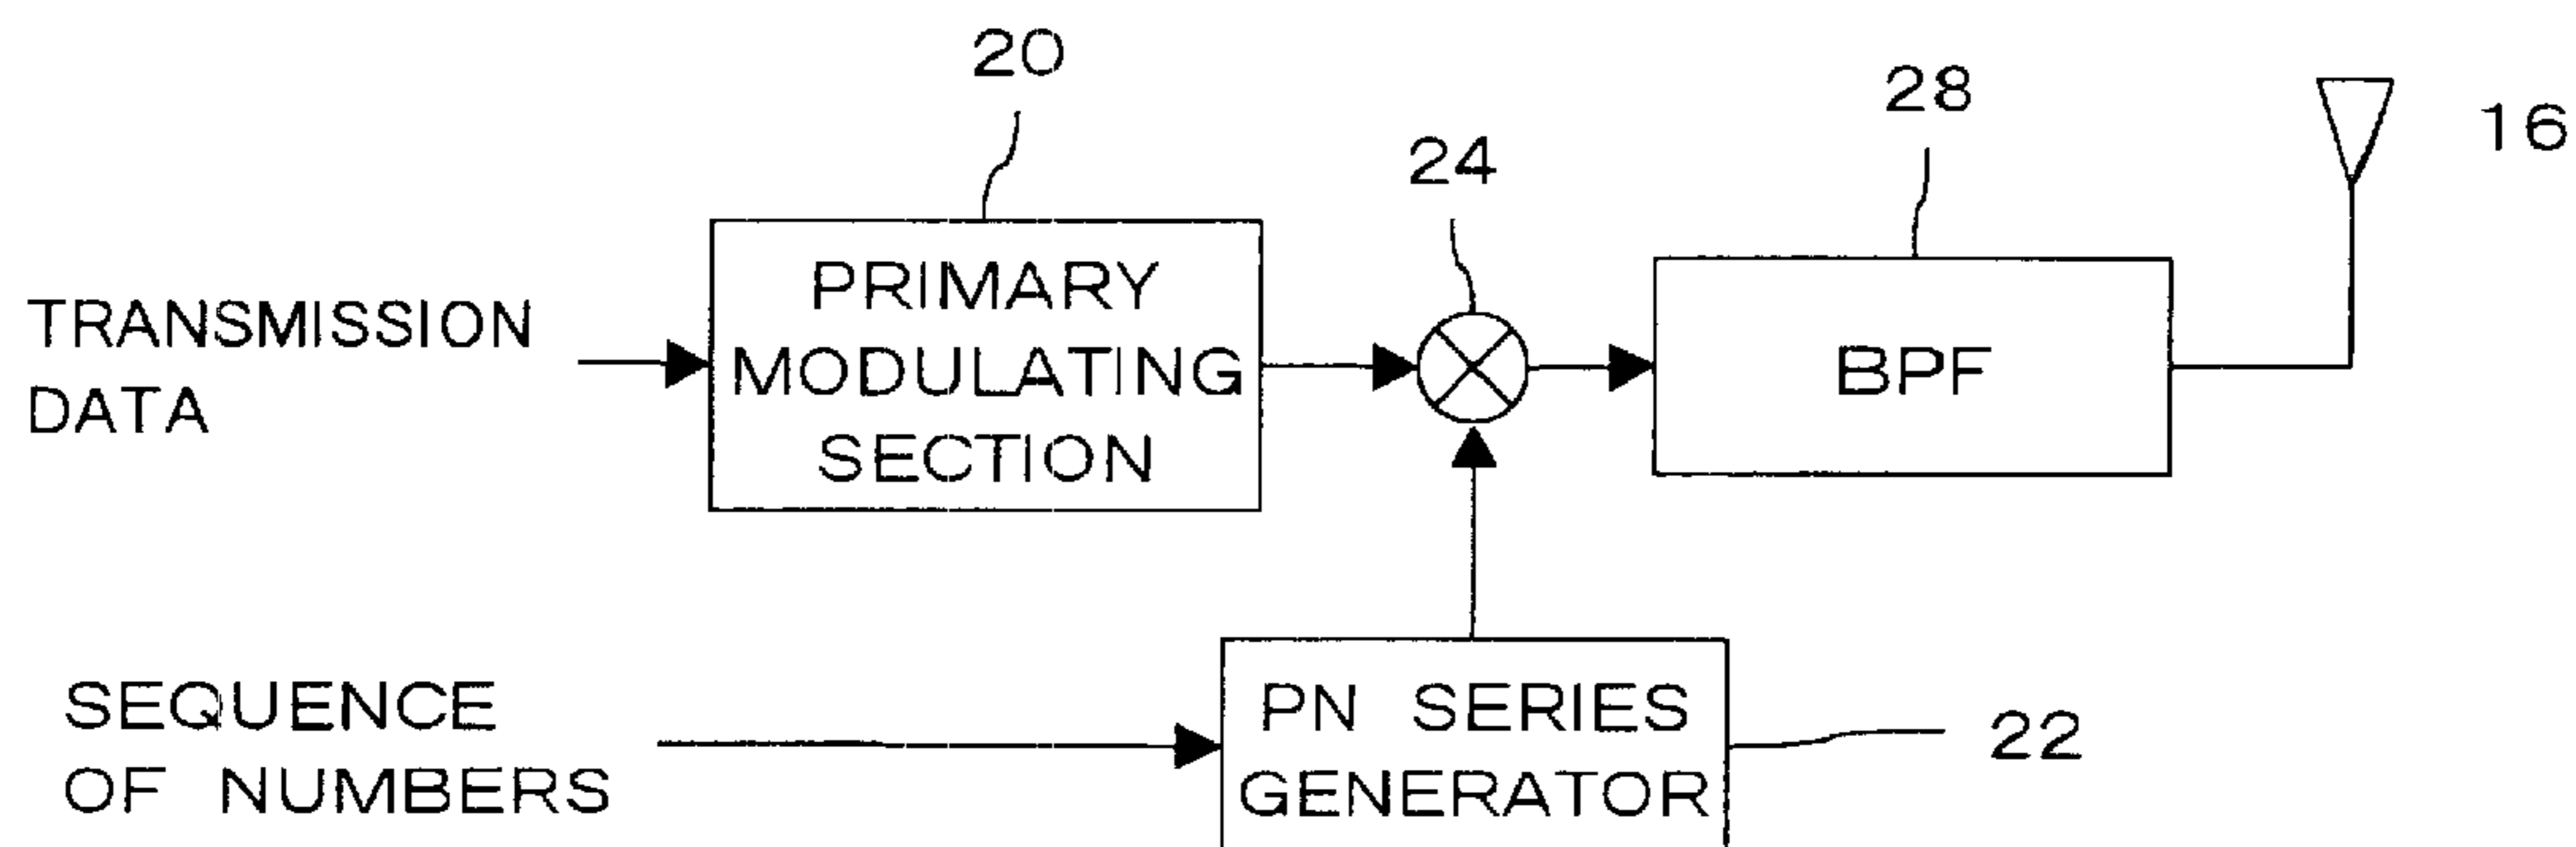 20
28
16
24
TRANSMISSION
DATA
PRIMARY
MODULATING
SECTION
BPF
SEQUENCE
OF NUMBERS
PN SERIES
GENERATOR
22